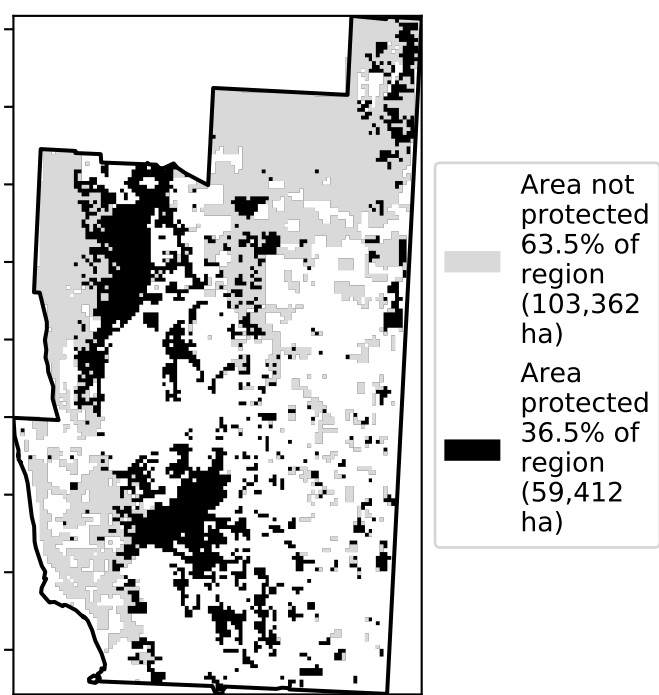 Area not
protected
63.5% of
region
(103,362
ha)
Area
protected
36.5% of
region
(59,412
ha)